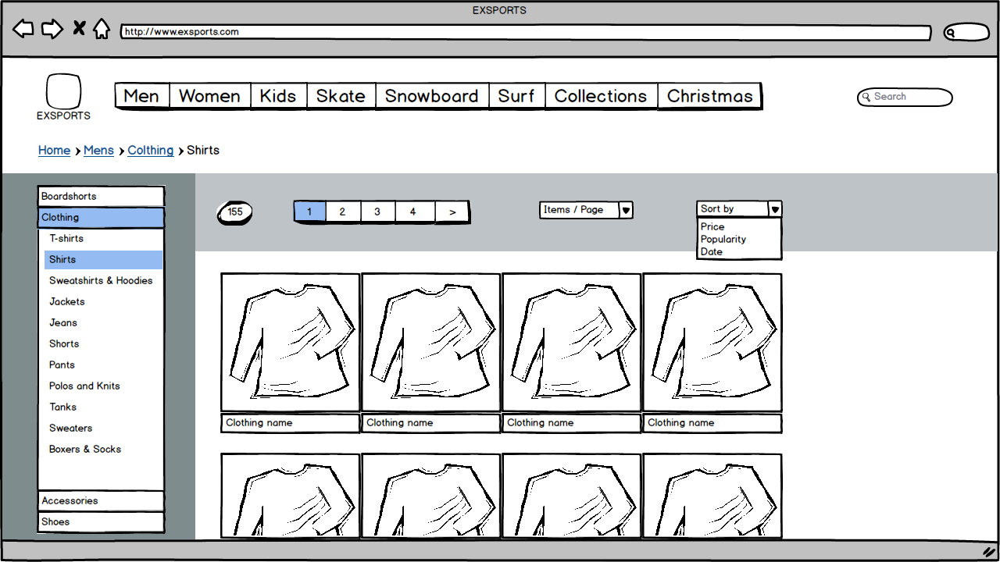 EXSPORTS
http://www.exsports.com
Men Women Kids Skate Snowboard Surf Collections Christmas
Search
EXSPORTS
Home > Mens > Colthing > Shirts
Boardshorts
Clothing
T-shirts
Shirts
Sweatshirts & Hoodies
Jackets
Jeans
Shorts
Pants
Polos and Knits
Tanks
Sweaters
Boxers & Socks
Accessories
Shoes
155
1 2 3 4 >
Items / Page
Sort by
Price
Popularity
Date
Clothing name Clothing name Clothing name Clothing name